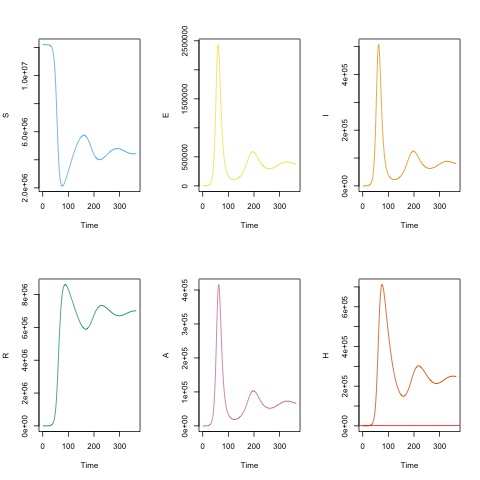 S
2.0e+06
6.0e+06
1.0e+07
0
100
200
300
Time
E
0
500000
1500000
2500000
0
100
200
300
Time
I
0e+00
2e+05
4e+05
0
100
200
300
Time
R
0e+00
2e+06
4e+06
6e+06
8e+06
0
100
200
300
Time
A
0e+00
1e+05
2e+05
3e+05
4e+05
0
100
200
300
Time
H
0e+00
2e+05
4e+05
6e+05
0
100
200
300
Time